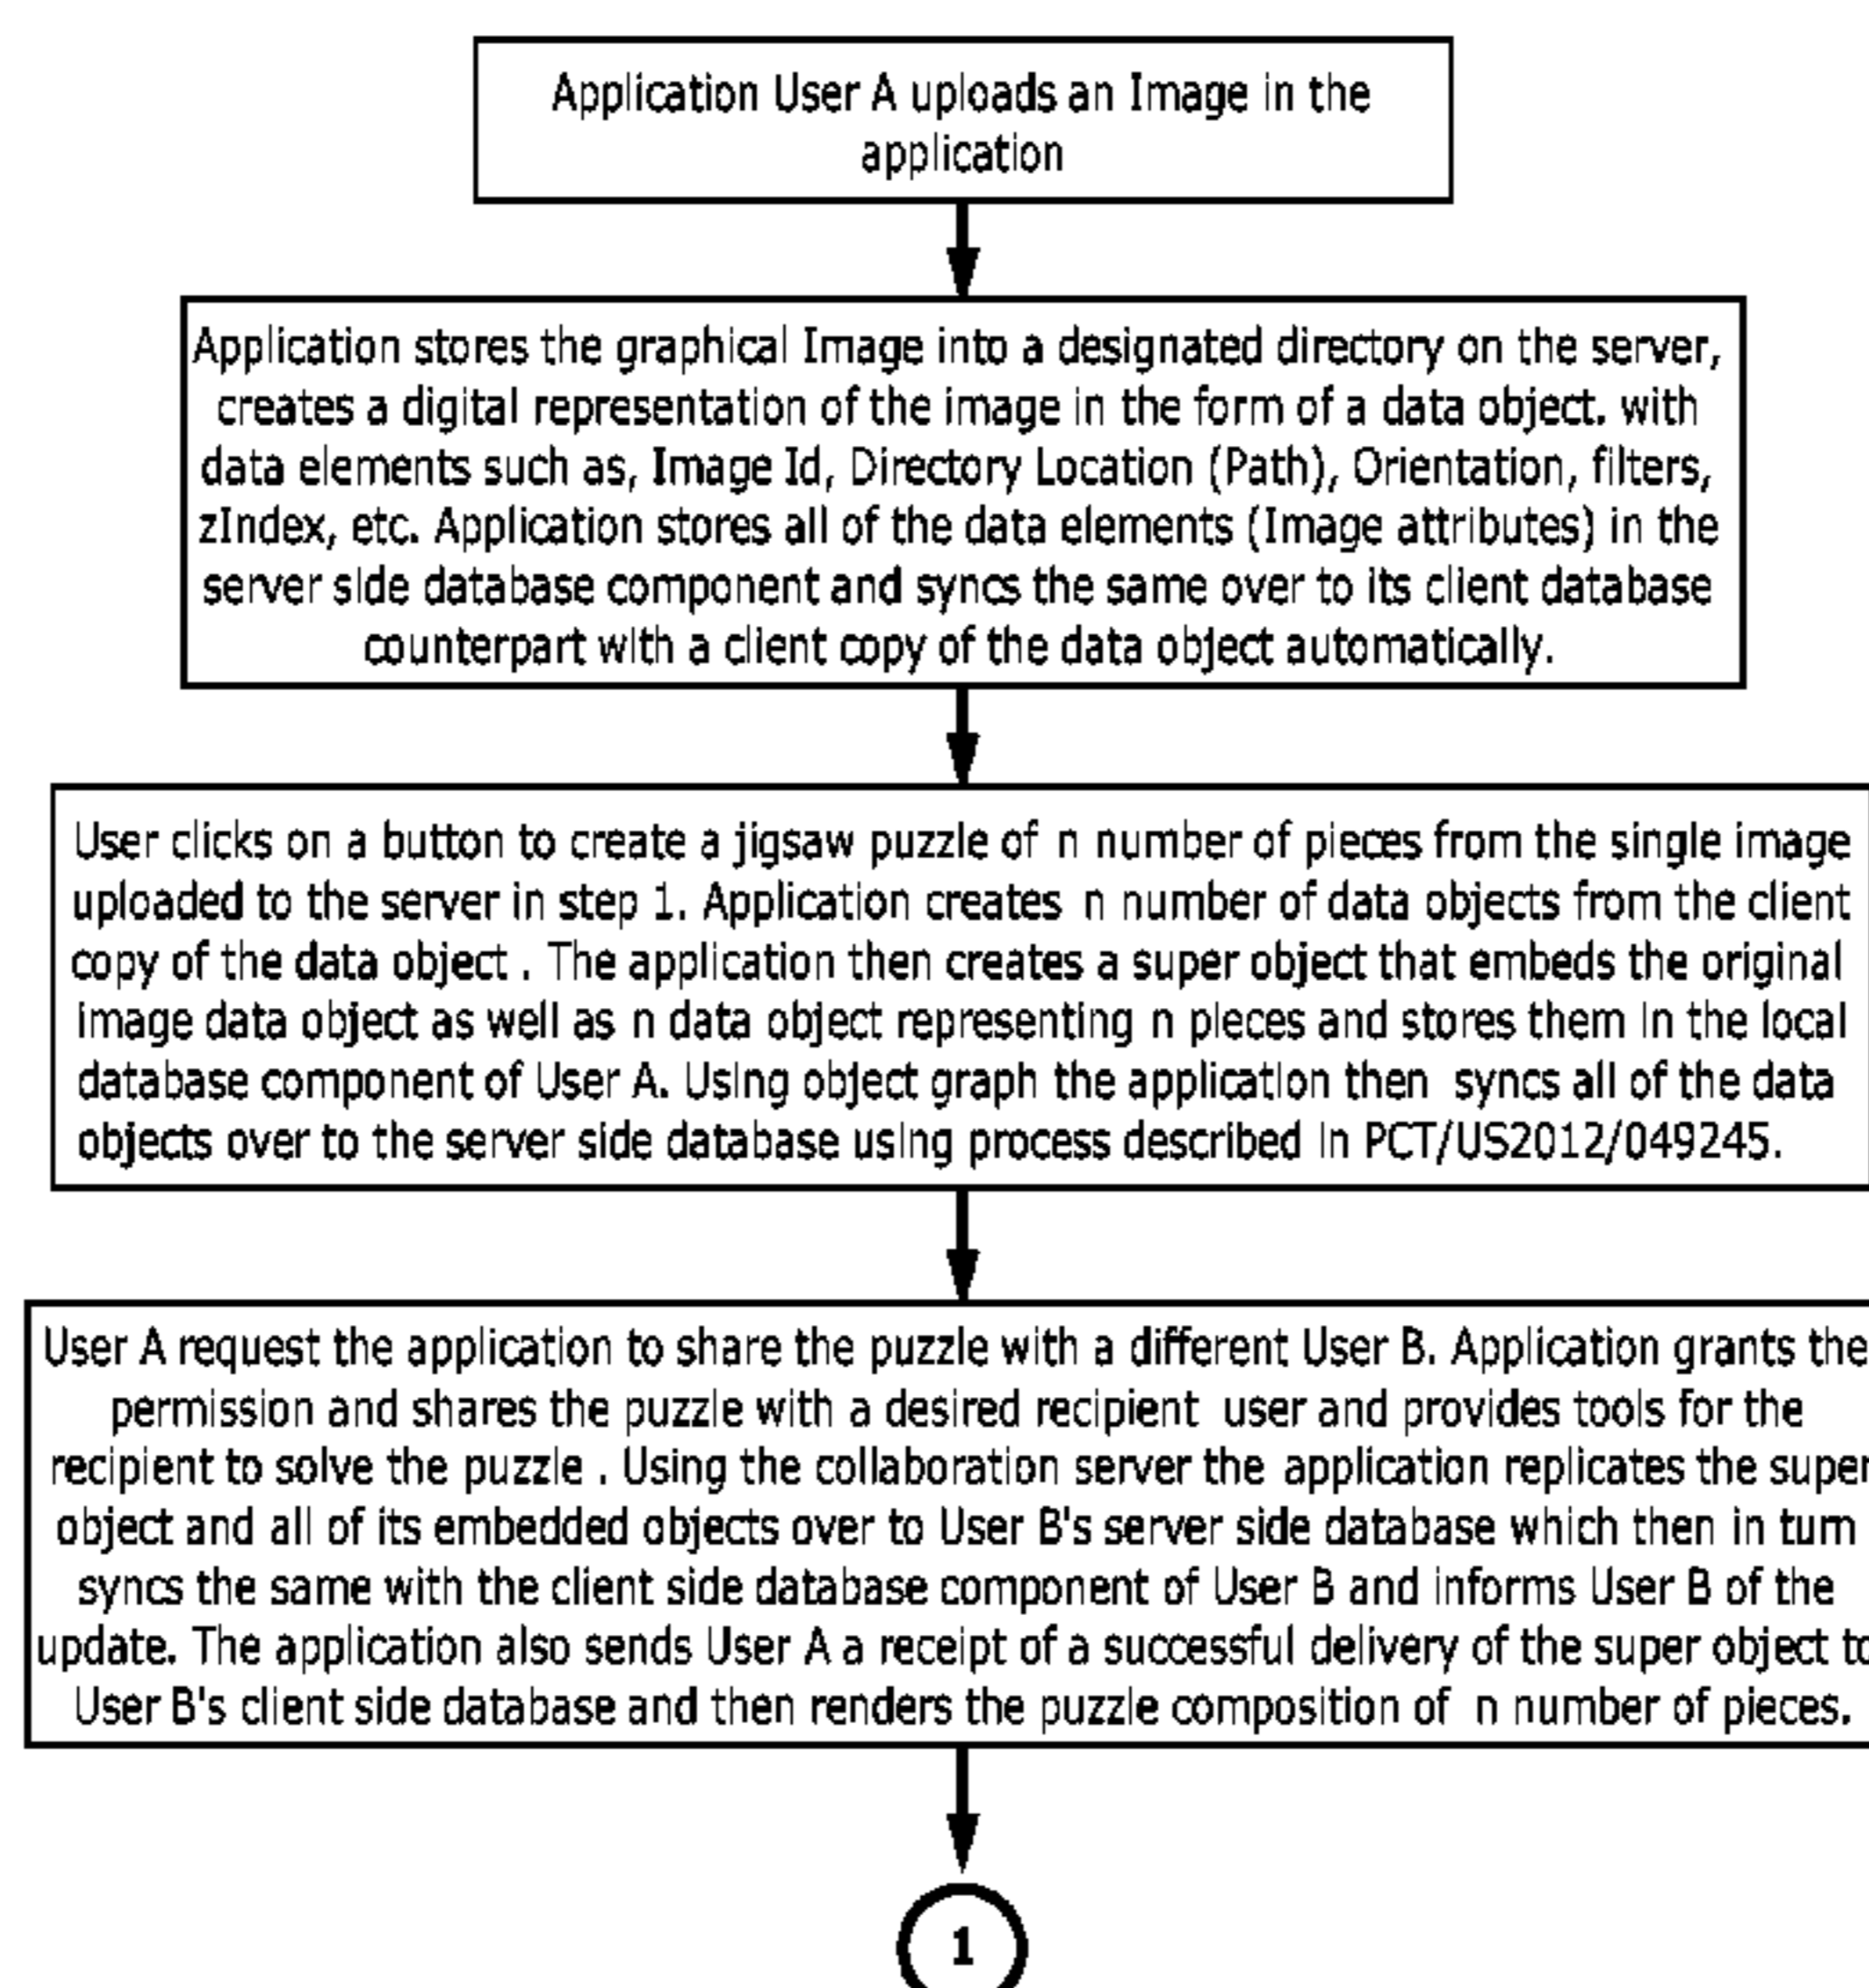 Application User A uploads an Image in the
application
Application stores the graphical Image into a designated directory on the server,
creates a digital representation of the image in the form of a data object. with
data elements such as, Image Id, Directory Location (Path), Orientation, filters,
zIndex, etc. Application stores all of the data elements (Image attributes) in the
server side database component and syncs the same over to its client database
counterpart with a client copy of the data object automatically.
User clicks on a button to create a jigsaw puzzle of n number of pieces from the single image
uploaded to the server in step 1. Application creates n number of data objects from the client
copy of the data object . The application then creates a super object that embeds the original
image data object as well as n data object representing n pieces and stores them in the local
database component of User A. Using object graph the application then syncs all of the data
objects over to the server side database using process described in PCT/US2012/049245.
User A request the application to share the puzzle with a different User B. Application grants the
permission and shares the puzzle with a desired recipient user and provides tools for the
recipient to solve the puzzle . Using the collaboration server the application replicates the super
object and all of its embedded objects over to User B's server side database which then in turn
syncs the same with the client side database component of User B and informs User B of the
update. The application also sends User A a receipt of a successful delivery of the super object to
User B's client side database and then renders the puzzle composition of n number of pieces.
1